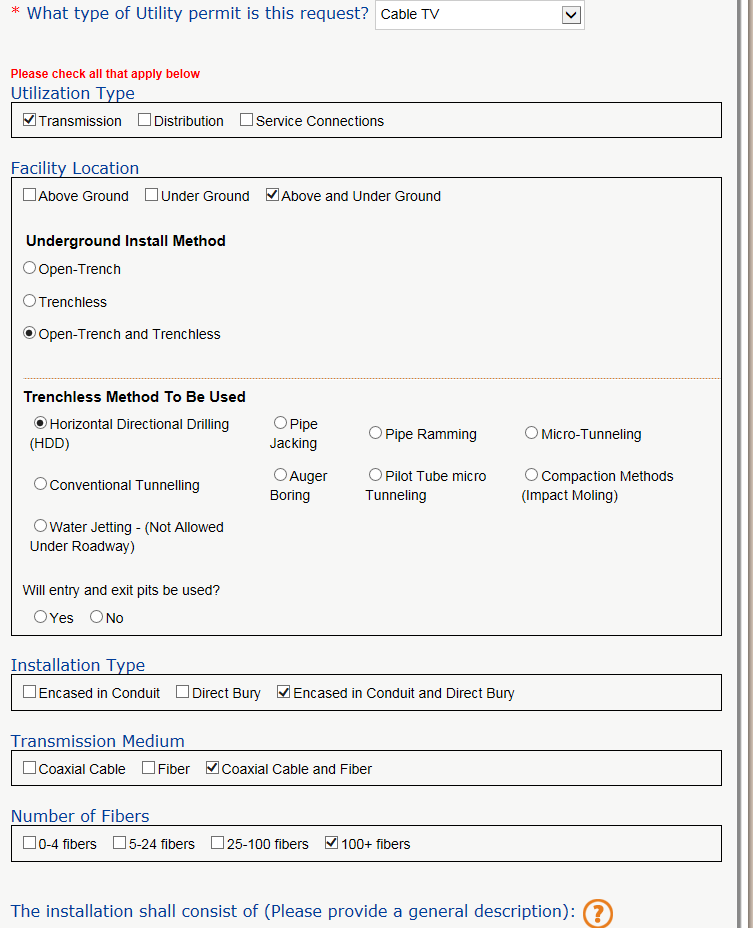 * What type of Utility permit is this request? Cable TV
Please check all that apply below
Utilization Type
Transmission Distribution Service Connections
Facility Location
Above Ground Under Ground Above and Under Ground
Underground Install Method
Open-Trench
Trenchless
Open-Trench and Trenchless
Trenchless Method To Be Used
Horizontal Directional Drilling
(HDD)
Pipe
Jacking
Pipe Ramming
Micro-Tunneling
Conventional Tunnelling
Auger
Boring
Pilot Tube micro
Tunneling
Compaction Methods
(Impact Moling)
Water Jetting - (Not Allowed
Under Roadway)
Will entry and exit pits be used?
Yes No
Installation Type
Encased in Conduit Direct Bury Encased in Conduit and Direct Bury
Transmission Medium
Coaxial Cable Fiber Coaxial Cable and Fiber
Number of Fibers
0-4 fibers 5-24 fibers 25-100 fibers 100+ fibers
The installation shall consist of (Please provide a general description): ?